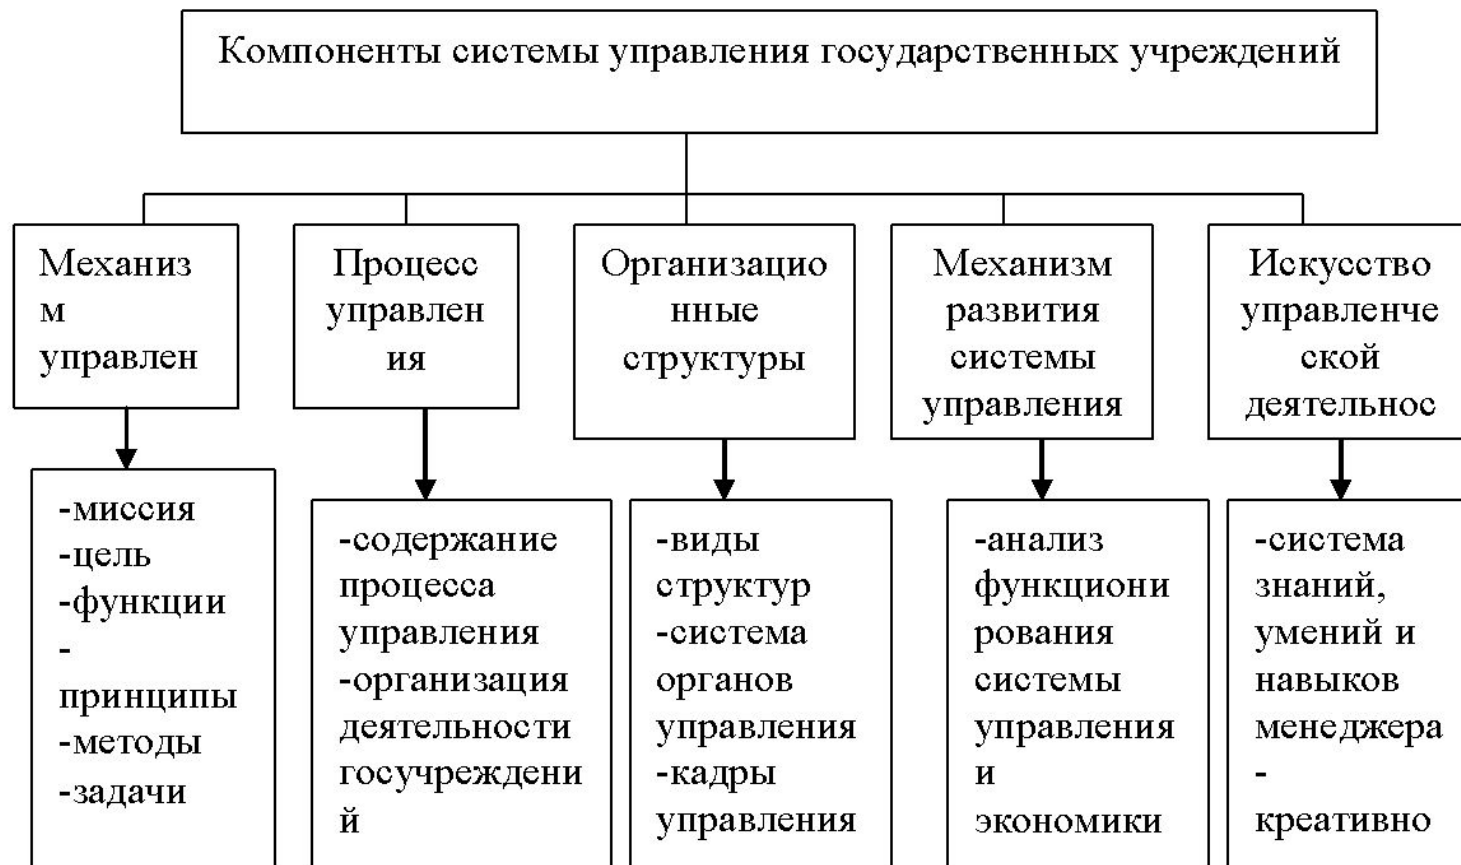 Компоненты системы управления государственных учреждений
Механиз
м
управлен
Процесс
управлен
ия
Организацио
нные
структуры
Механизм
развития
системы
управления
Искусство
управленче
ской
деятельнос
-миссия
-цель
-функции
-
принципы
-методы
-задачи
-содержание
процесса
управления
-организация
деятельности
госучреждени
й
-виды
структур
-система
органов
управления
-кадры
управления
-анализ
функциони
рования
системы
управления
и
экономики
-система
знаний,
умений и
навыков
менеджера
-
креативно